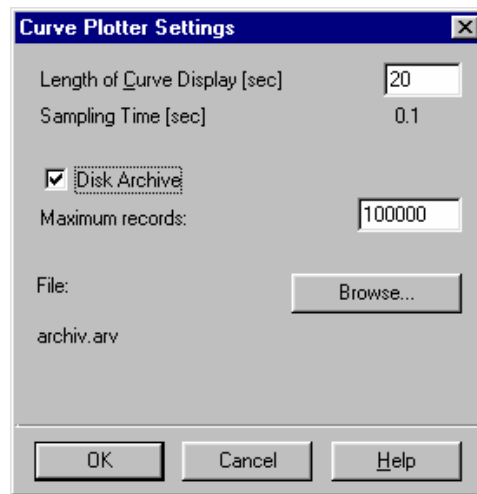 Curve Plotter Settings
Length of Curve Display [sec] 20
Sampling Time [sec] 0.1
Disk Archive
Maximum records: 100000
File: Browse...
archiv.arv
OK Cancel Help